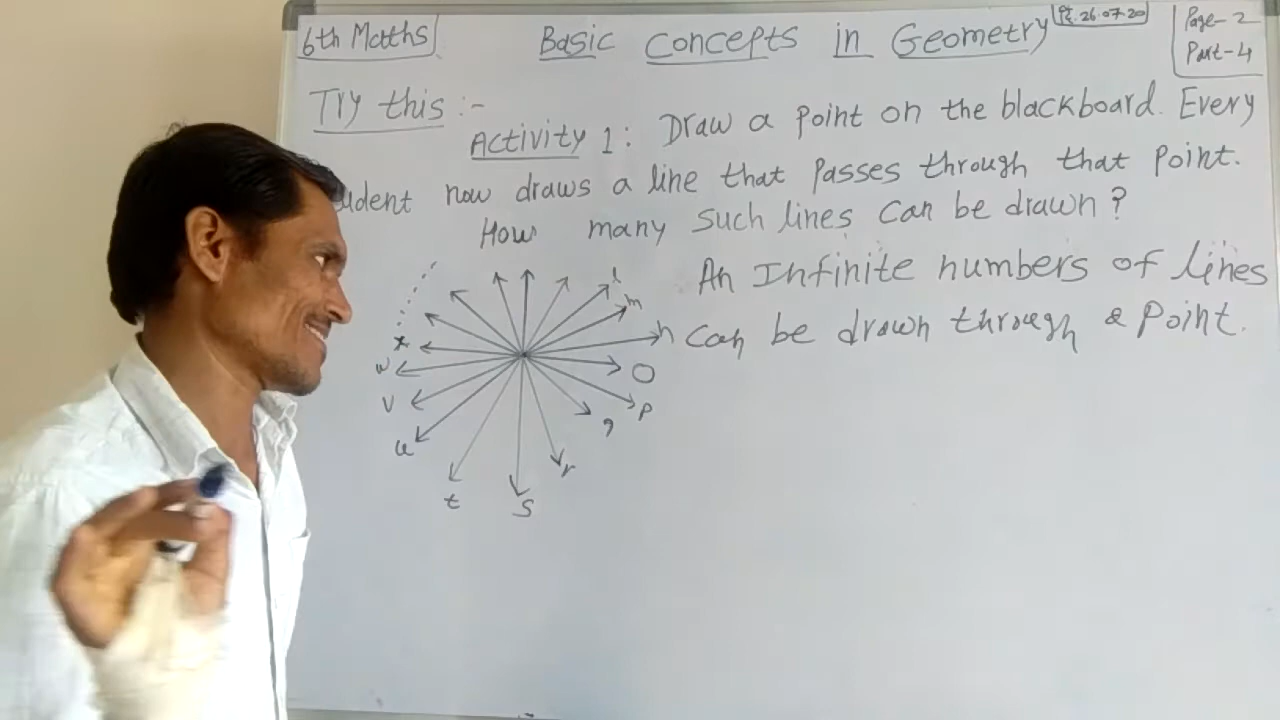 6th Maths
Basic Concepts in Geometry
Dt. 26.07.20
Page-2
Part-4
Try this :-
Activity 1 : Draw a point on the blackboard. Every
udent now draws a line that passes through that point.
How many such lines can be drawn ?
An Infinite numbers of lines
can be drawn through a point.
l
m
n
O
p
q
r
S
t
u
v
w
x